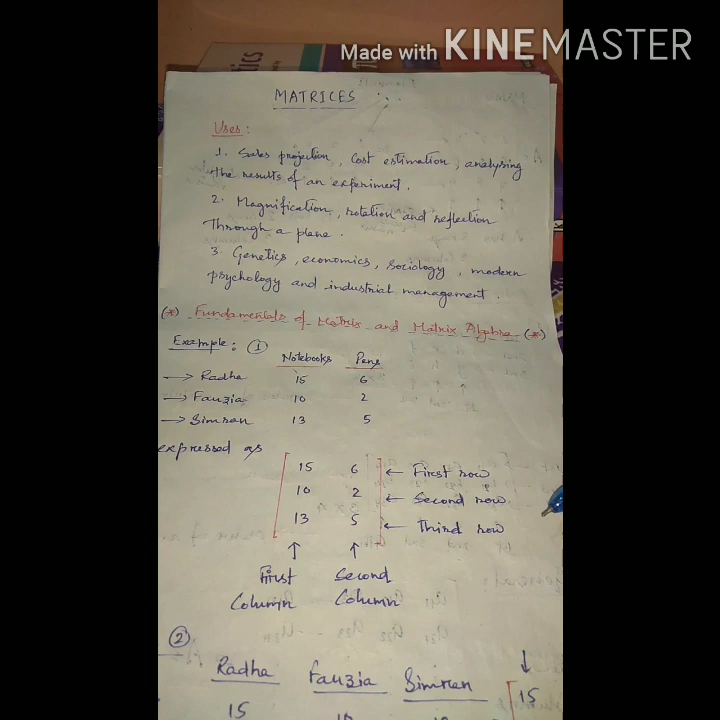 Made with KINEMASTER
MATRICES
Uses:
1. Sales projection, Cost estimation, analysing
the results of an experiment.
2. Magnification, rotation and reflection
Through a plane.
3. Genetics, economics, sociology, modern
psychology and industrial management.
(*) Fundamentals of Matrix and Matrix Algebra (*)
Example: ①
Notebooks Pens
→ Radha 15 6
→ Fauzia 10 2
→ Simran 13 5
expressed as
15 6 ← First row
10 2 ← Second row
13 5 ← Third row
↑ ↑
First Second
Column Column
②
Radha Fauzia Simran
15 10 13
↓
15